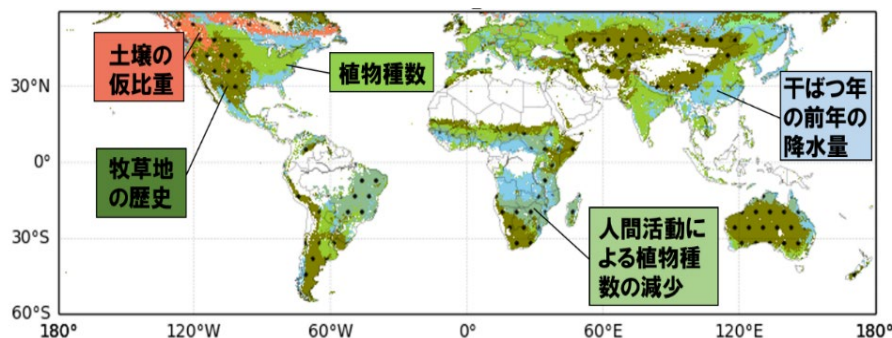 土壌の
仮比重
植物種数
干ばつ年
の前年の
降水量
牧草地
の歴史
人間活動に
よる植物種
数の減少
30°N
0°
30°S
60°S
180°
120°W
60°W
0°
60°E
120°E
180°